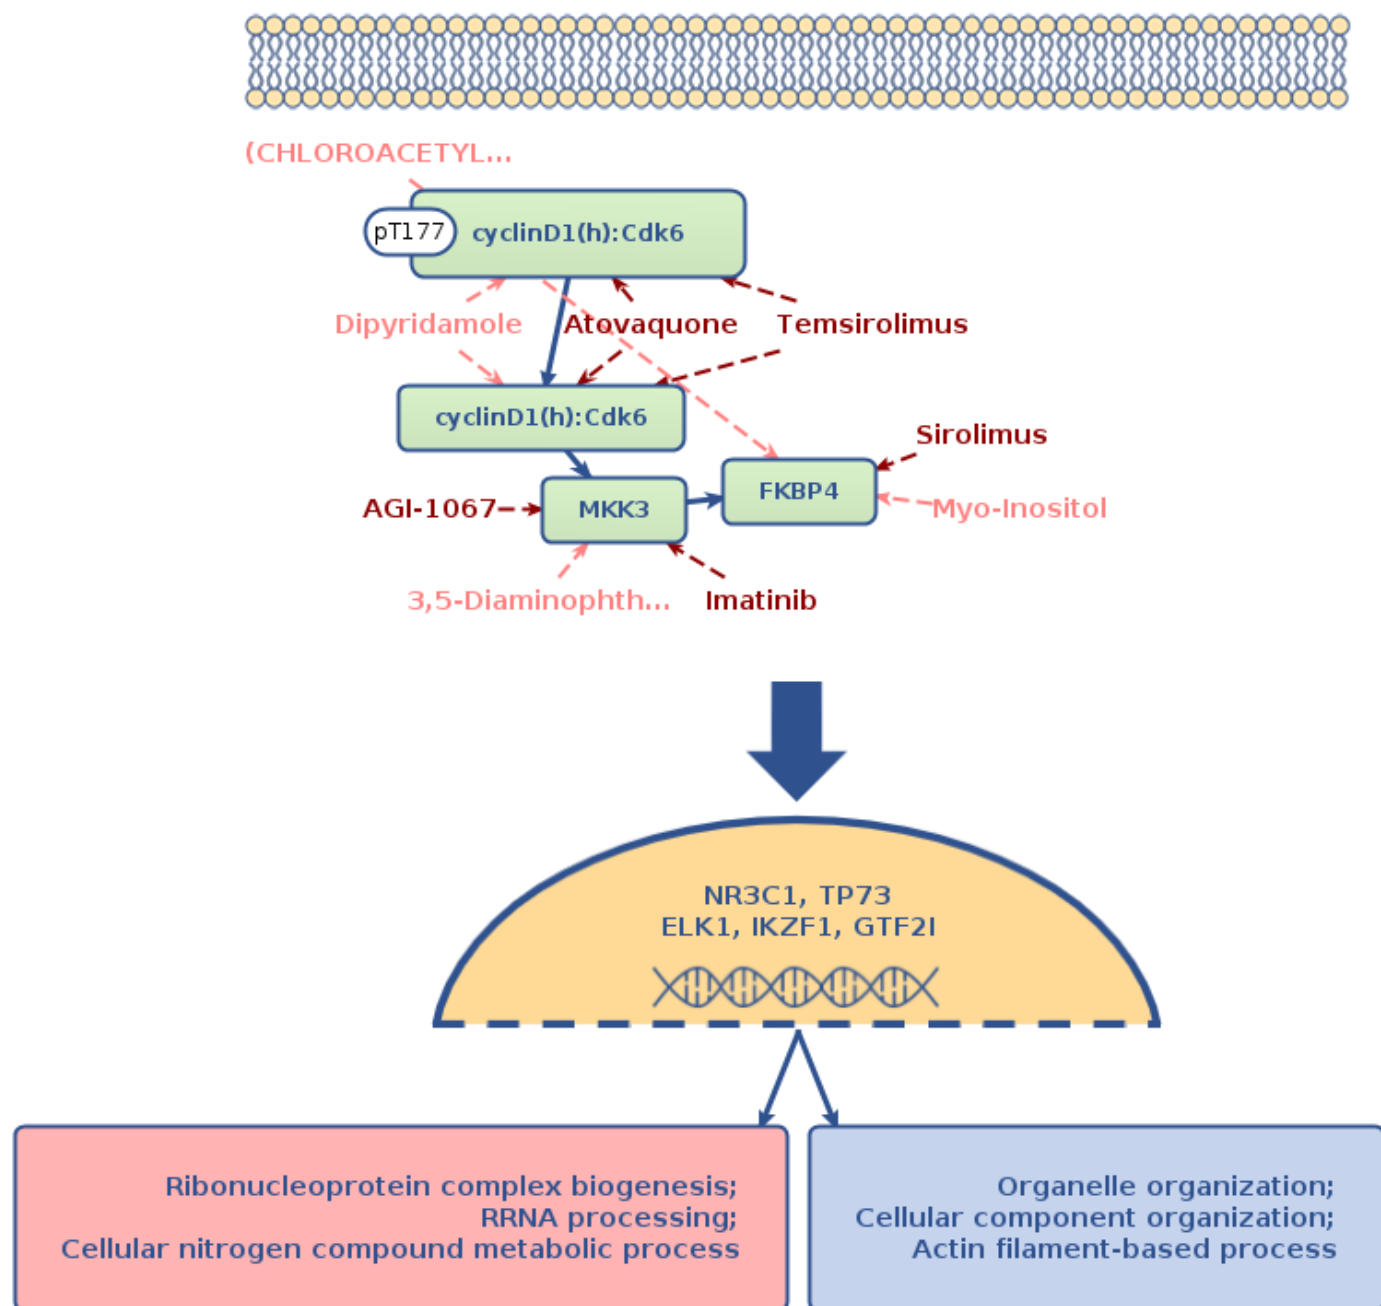 (CHLOROACETYL...
pT177
cyclinD1(h):Cdk6
Dipyridamole
Atovaquone
Temsirolimus
cyclinD1(h):Cdk6
Sirolimus
FKBP4
AGI-1067
MKK3
Myo-Inositol
3,5-Diaminophth...
Imatinib
NR3C1, TP73
ELK1, IKZF1, GTF2I
Ribonucleoprotein complex biogenesis;
RRNA processing;
Cellular nitrogen compound metabolic process
Organelle organization;
Cellular component organization;
Actin filament-based process